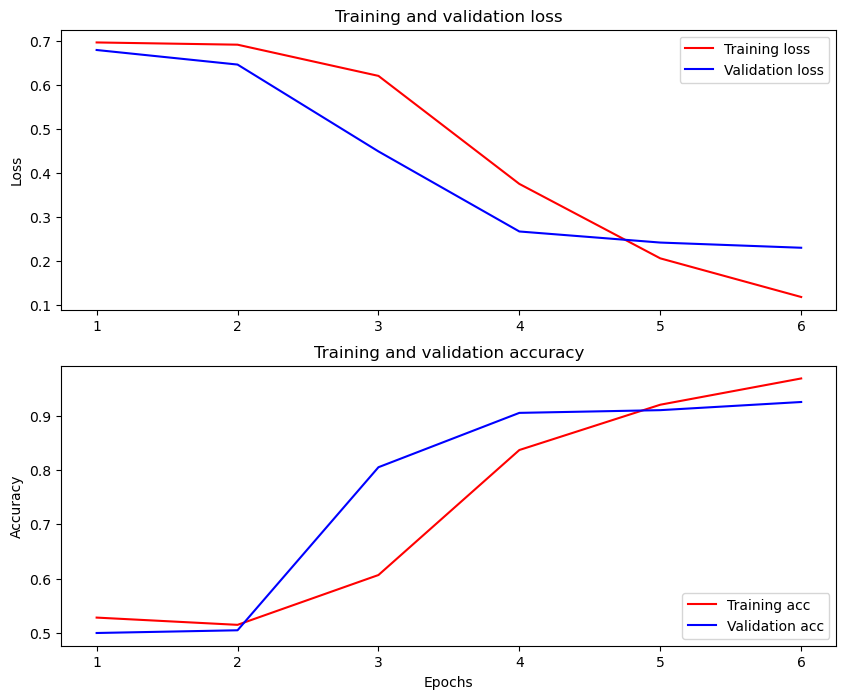 Training and validation loss
0.7
0.6
0.5
0.4
0.3
0.2
0.1
Loss
Training loss
Validation loss
1 2 3 4 5 6
Training and validation accuracy
0.9
0.8
0.7
0.6
0.5
Accuracy
Training acc
Validation acc
1 2 3 4 5 6
Epochs